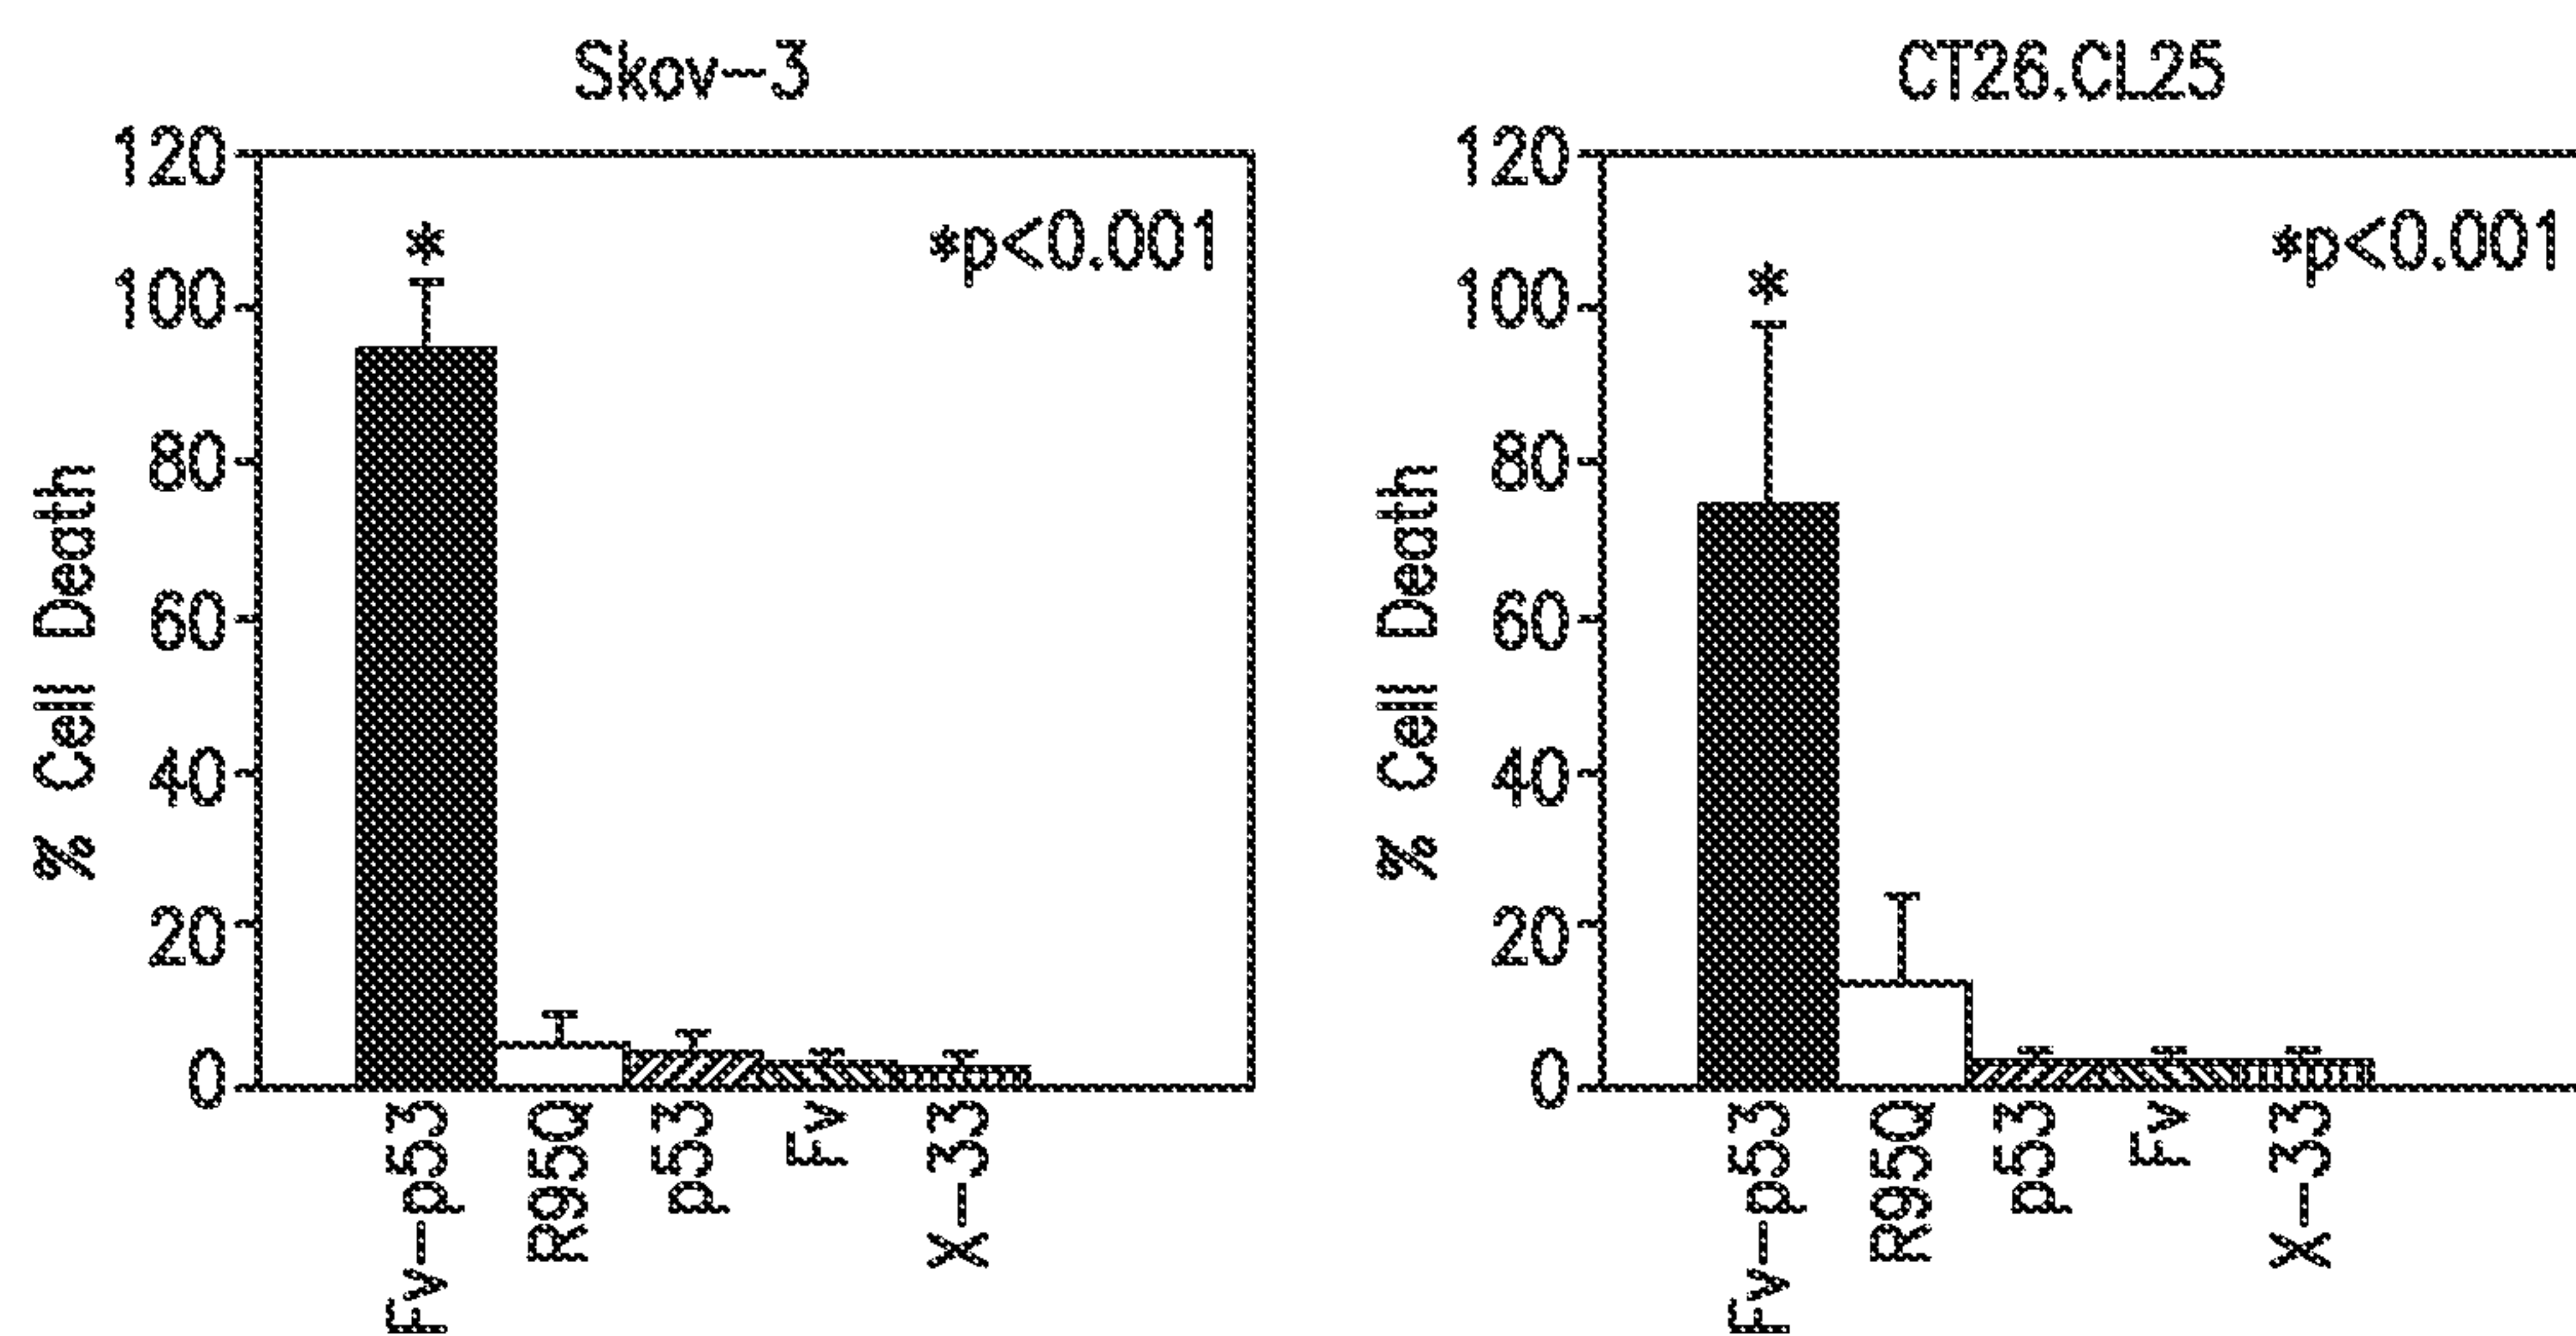 Skov-3
120
100
80
60
40
20
0
% Cell Death
*
*p<0.001
Fv-p53
R95Q
p53
Fv
X-33
CT26.CL25
120
100
80
60
40
20
0
% Cell Death
*
*p<0.001
Fv-p53
R95Q
p53
Fv
X-33